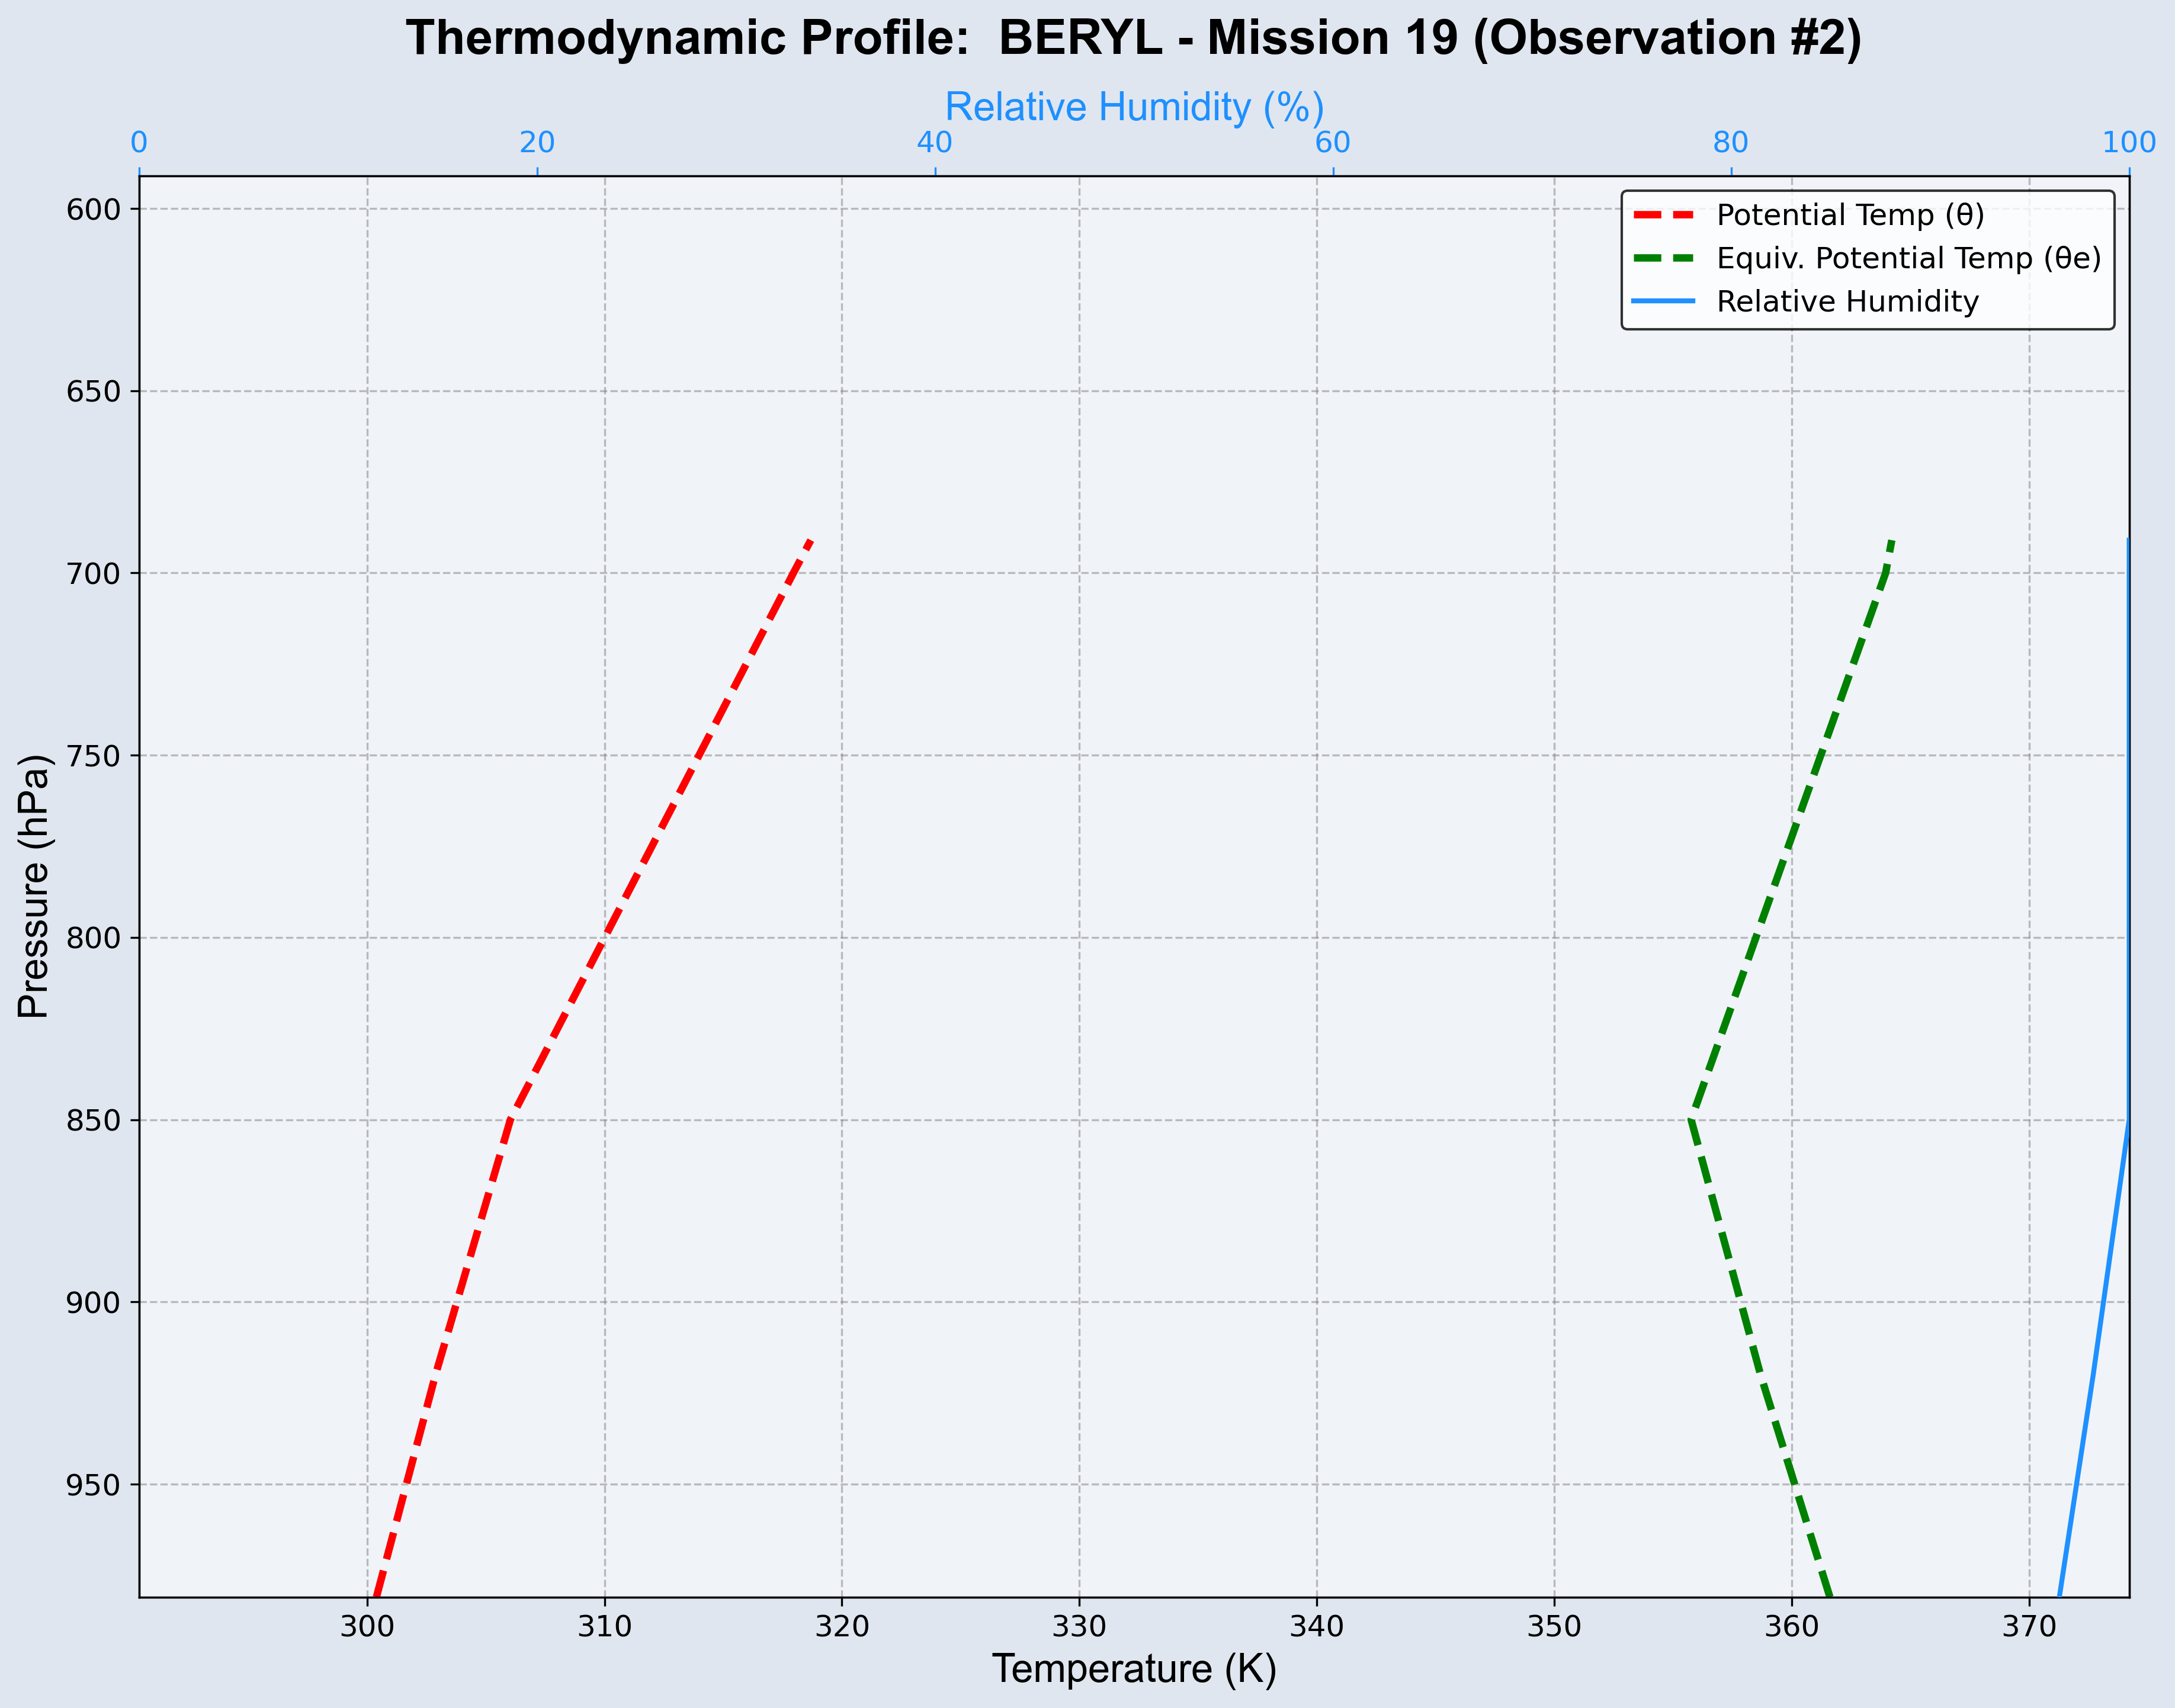 Thermodynamic Profile:  BERYL - Mission 19 (Observation #2)
Relative Humidity (%)
0 20 40 60 80 100
Potential Temp (θ)
Equiv. Potential Temp (θe)
Relative Humidity
600
650
700
750
800
850
900
950
Pressure (hPa)
300 310 320 330 340 350 360 370
Temperature (K)